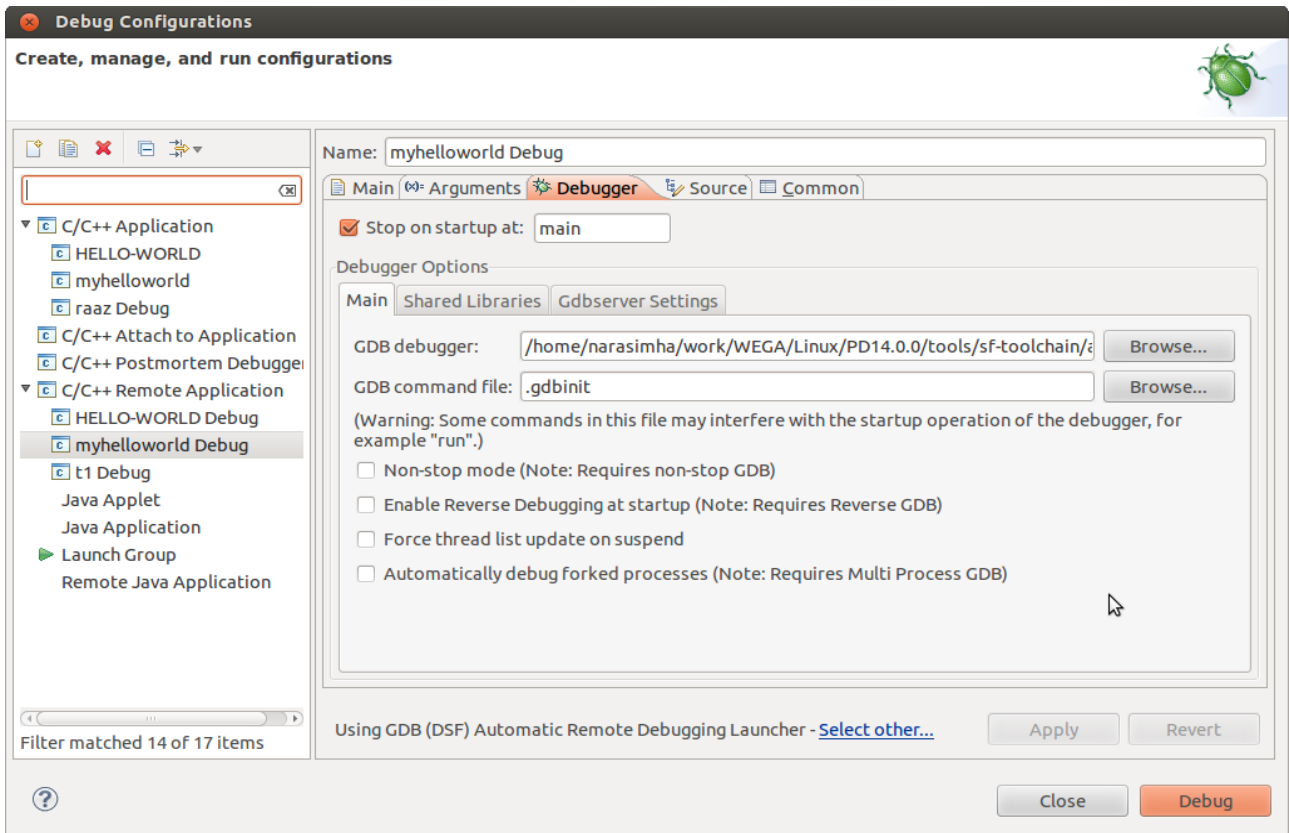 Debug Configurations
Create, manage, and run configurations
Name: myhelloworld Debug
Main (x)= Arguments Debugger Source Common
Stop on startup at: main
C/C++ Application
HELLO-WORLD
myhelloworld
raaz Debug
C/C++ Attach to Application
C/C++ Postmortem Debugger
C/C++ Remote Application
HELLO-WORLD Debug
myhelloworld Debug
t1 Debug
Java Applet
Java Application
Launch Group
Remote Java Application
Filter matched 14 of 17 items
Debugger Options
Main Shared Libraries Gdbserver Settings
GDB debugger: /home/narasimha/work/WEGA/Linux/PD14.0.0/tools/sf-toolchain/a Browse...
GDB command file: .gdbinit Browse...
(Warning: Some commands in this file may interfere with the startup operation of the debugger, for
example "run".)
Non-stop mode (Note: Requires non-stop GDB)
Enable Reverse Debugging at startup (Note: Requires Reverse GDB)
Force thread list update on suspend
Automatically debug forked processes (Note: Requires Multi Process GDB)
Using GDB (DSF) Automatic Remote Debugging Launcher - Select other... Apply Revert
? Close Debug